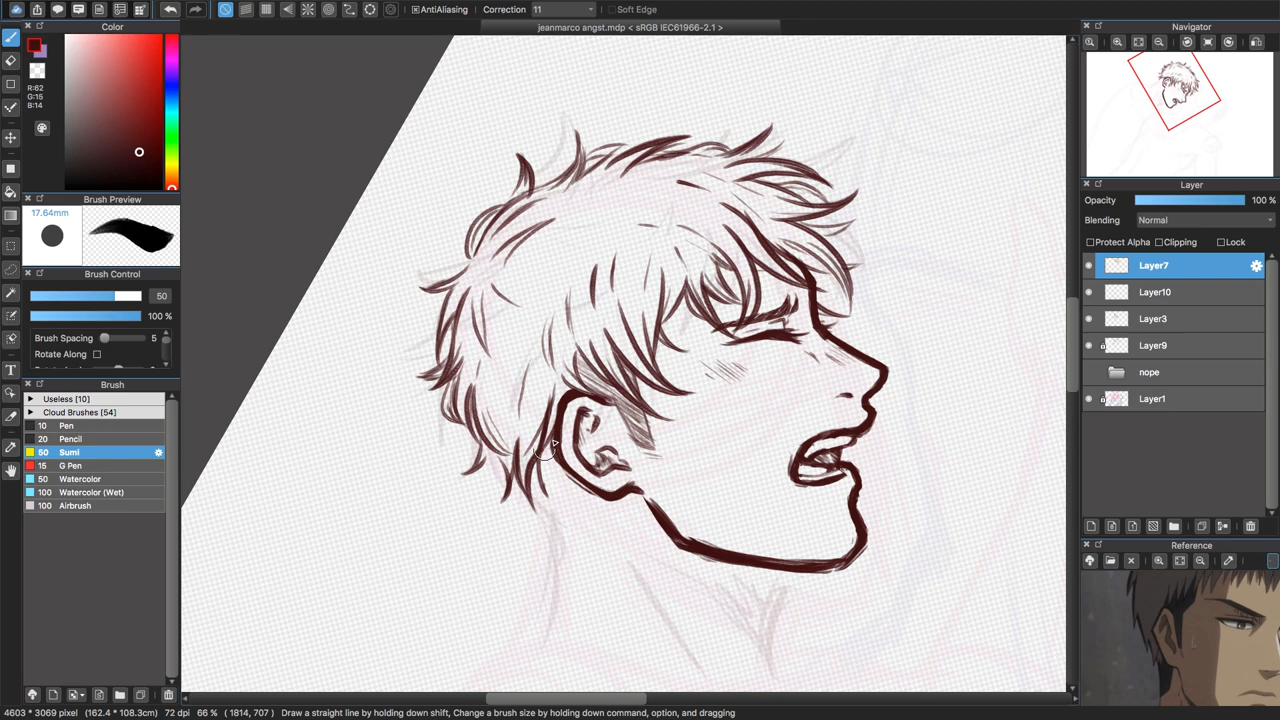 AntiAliasing
Correction 11
Soft Edge
Color
jeanmarco angst.mdp < sRGB IEC61966-2.1 >
Navigator
R:62
G:15
B:14
Brush Preview
17.64mm
Layer
Opacity 100 %
Blending Normal
Protect Alpha Clipping Lock
Brush Control
50
100 %
Brush Spacing 5
Rotate Along
Layer7
Layer10
Layer3
Layer9
nope
Layer1
Brush
Useless [10]
Cloud Brushes [54]
10 Pen
20 Pencil
50 Sumi
15 G Pen
50 Watercolor
100 Watercolor (Wet)
100 Airbrush
Reference
4603 * 3069 pixel (162.4 * 108.3cm) 72 dpi 66 % ( 1814, 707 ) Draw a straight line by holding down shift, Change a brush size by holding down command, option, and dragging